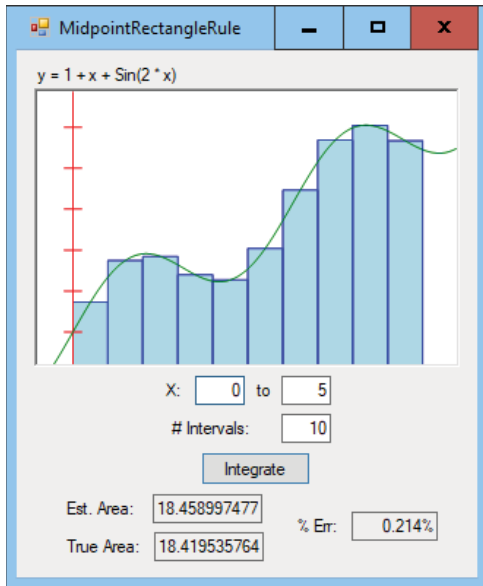 MidpointRectangleRule
y = 1 + x + Sin(2 * x)
X: 0 to 5
# Intervals: 10
Integrate
Est. Area: 18.458997477
% Err: 0.214%
True Area: 18.419535764